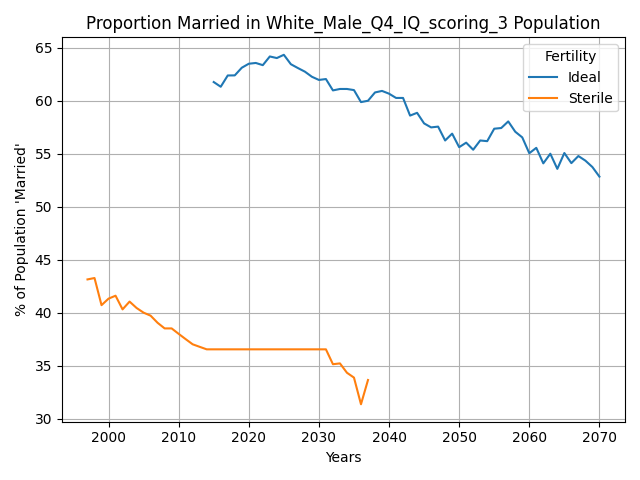 Proportion Married in White_Male_Q4_IQ_scoring_3 Population
% of Population 'Married'
65
60
55
50
45
40
35
30
Fertility
Ideal
Sterile
2000 2010 2020 2030 2040 2050 2060 2070
Years